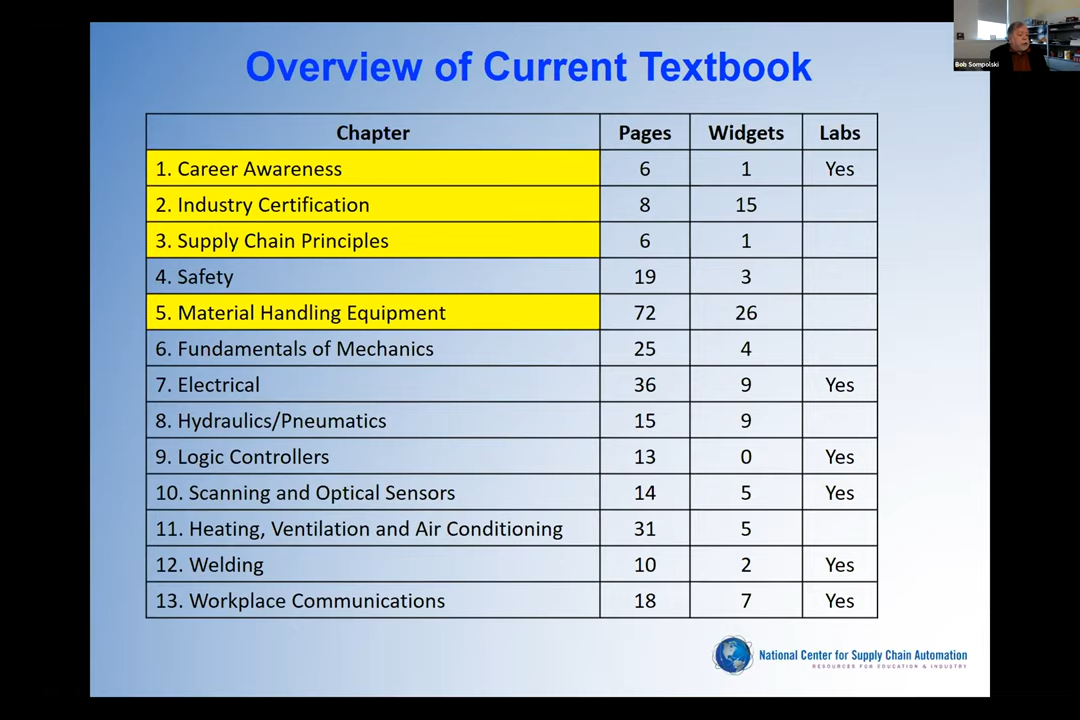 Overview of Current Textbook
Bob Sompolski
Chapter Pages Widgets Labs
1. Career Awareness 6 1 Yes
2. Industry Certification 8 15
3. Supply Chain Principles 6 1
4. Safety 19 3
5. Material Handling Equipment 72 26
6. Fundamentals of Mechanics 25 4
7. Electrical 36 9 Yes
8. Hydraulics/Pneumatics 15 9
9. Logic Controllers 13 0 Yes
10. Scanning and Optical Sensors 14 5 Yes
11. Heating, Ventilation and Air Conditioning 31 5
12. Welding 10 2 Yes
13. Workplace Communications 18 7 Yes
National Center for Supply Chain Automation
RESOURCES FOR EDUCATION & INDUSTRY